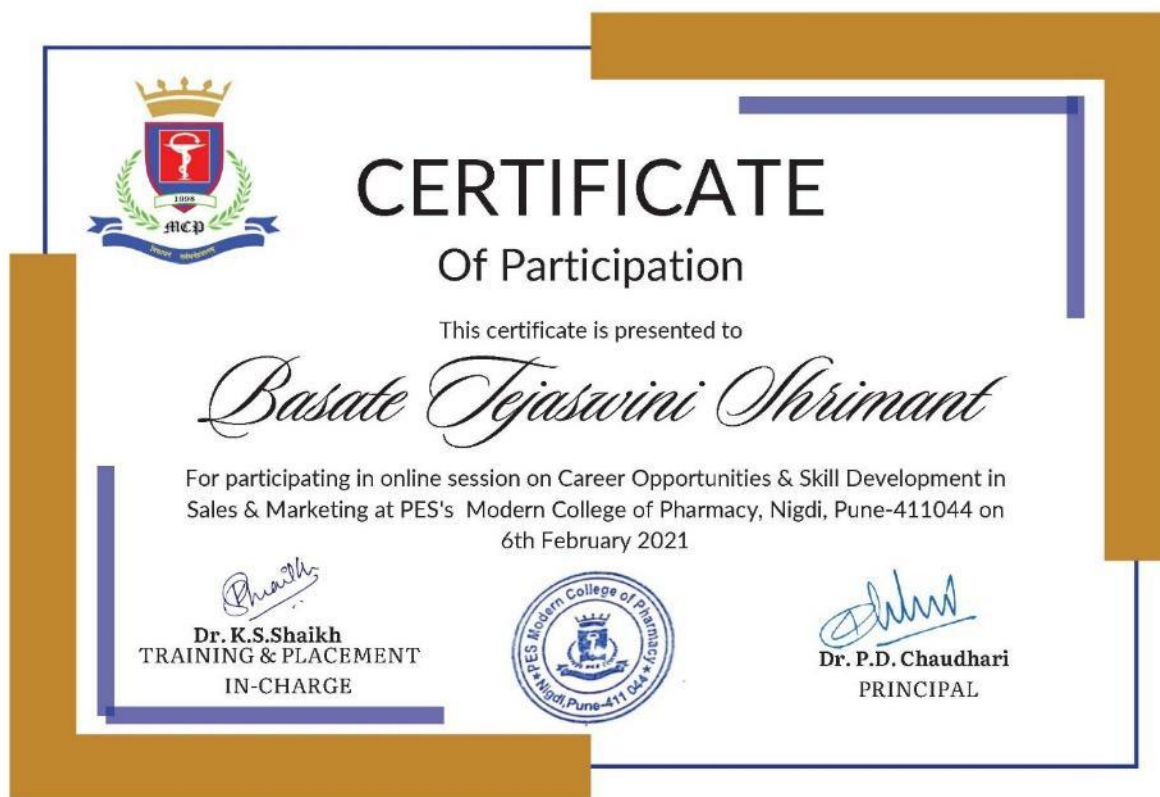 1998
MCP
CERTIFICATE
Of Participation
This certificate is presented to
Basate Tejaswini Shrimant
For participating in online session on Career Opportunities & Skill Development in
Sales & Marketing at PES's Modern College of Pharmacy, Nigdi, Pune-411044 on
6th February 2021
Shaikh
Dr. K.S.Shaikh
TRAINING & PLACEMENT
IN-CHARGE
PES Modern College of Pharmacy
Nigdi,Pune-411 044
Dr. P.D. Chaudhari
PRINCIPAL